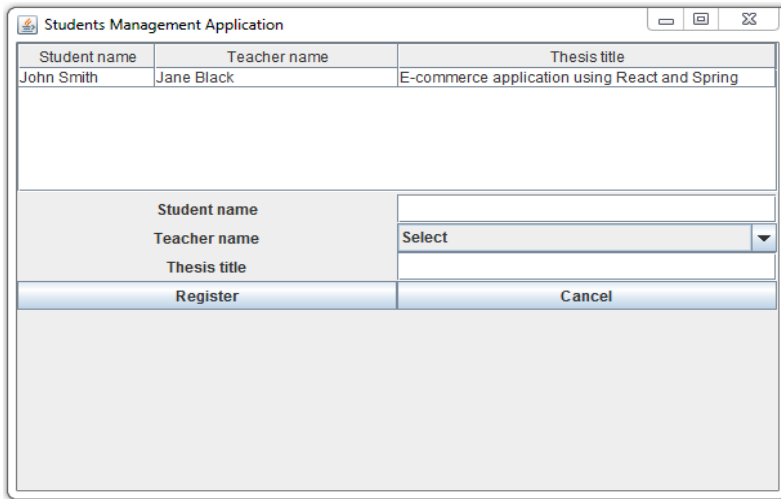 Students Management Application
Student name Teacher name Thesis title
John Smith Jane Black E-commerce application using React and Spring
Student name
Teacher name Select
Thesis title
Register Cancel